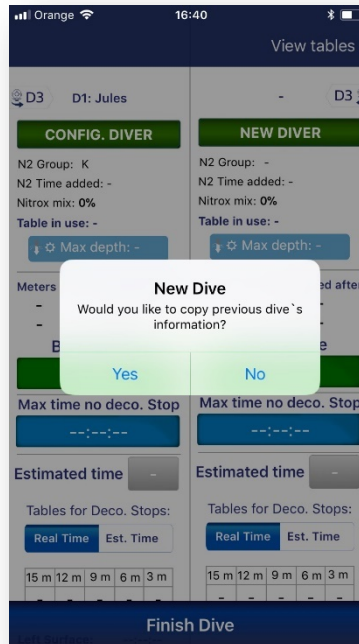 Orange 16:40
View tables
D3 D1: Jules
- D3
CONFIG. DIVER
NEW DIVER
N2 Group: K
N2 Time added: -
Nitrox mix: 0%
Table in use: -
Max depth: -
N2 Group: -
N2 Time added: -
Nitrox mix: 0%
Table in use: -
Max depth: -
Meters
ed after
-
-
New Dive
Would you like to copy previous dive`s
information?
Yes No
B
e
Max time no deco. Stop
--:--:--
Estimated time -
Tables for Deco. Stops:
Real Time Est. Time
15 m 12 m 9 m 6 m 3 m
- - - - -
Max time no deco. Stop
--:--:--
Estimated time -
Tables for Deco. Stops:
Real Time Est. Time
15 m 12 m 9 m 6 m 3 m
- - - - -
Finish Dive